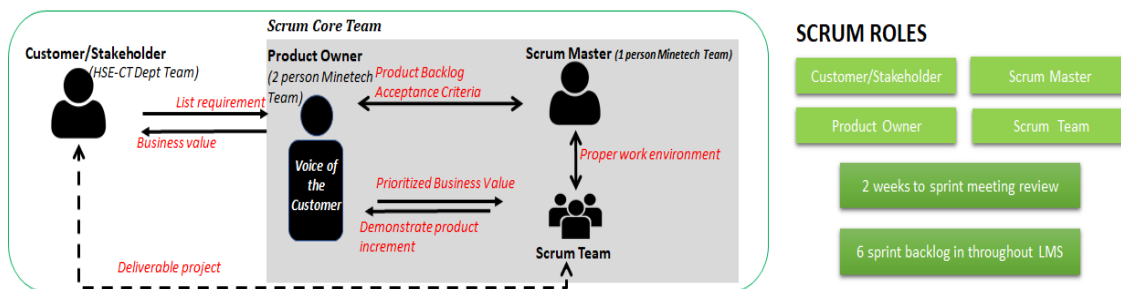 Scrum Core Team
Customer/Stakeholder
(HSE-CT Dept Team)
Product Owner
(2 person Minetech
Team)
Scrum Master (1 person Minetech Team)
List requirement
Business value
Product Backlog
Acceptance Criteria
Voice of
the
Customer
Proper work environment
Prioritized Business Value
Demonstrate product
increment
Scrum Team
Deliverable project
SCRUM ROLES
Customer/Stakeholder
Scrum Master
Product Owner
Scrum Team
2 weeks to sprint meeting review
6 sprint backlog in throughout LMS